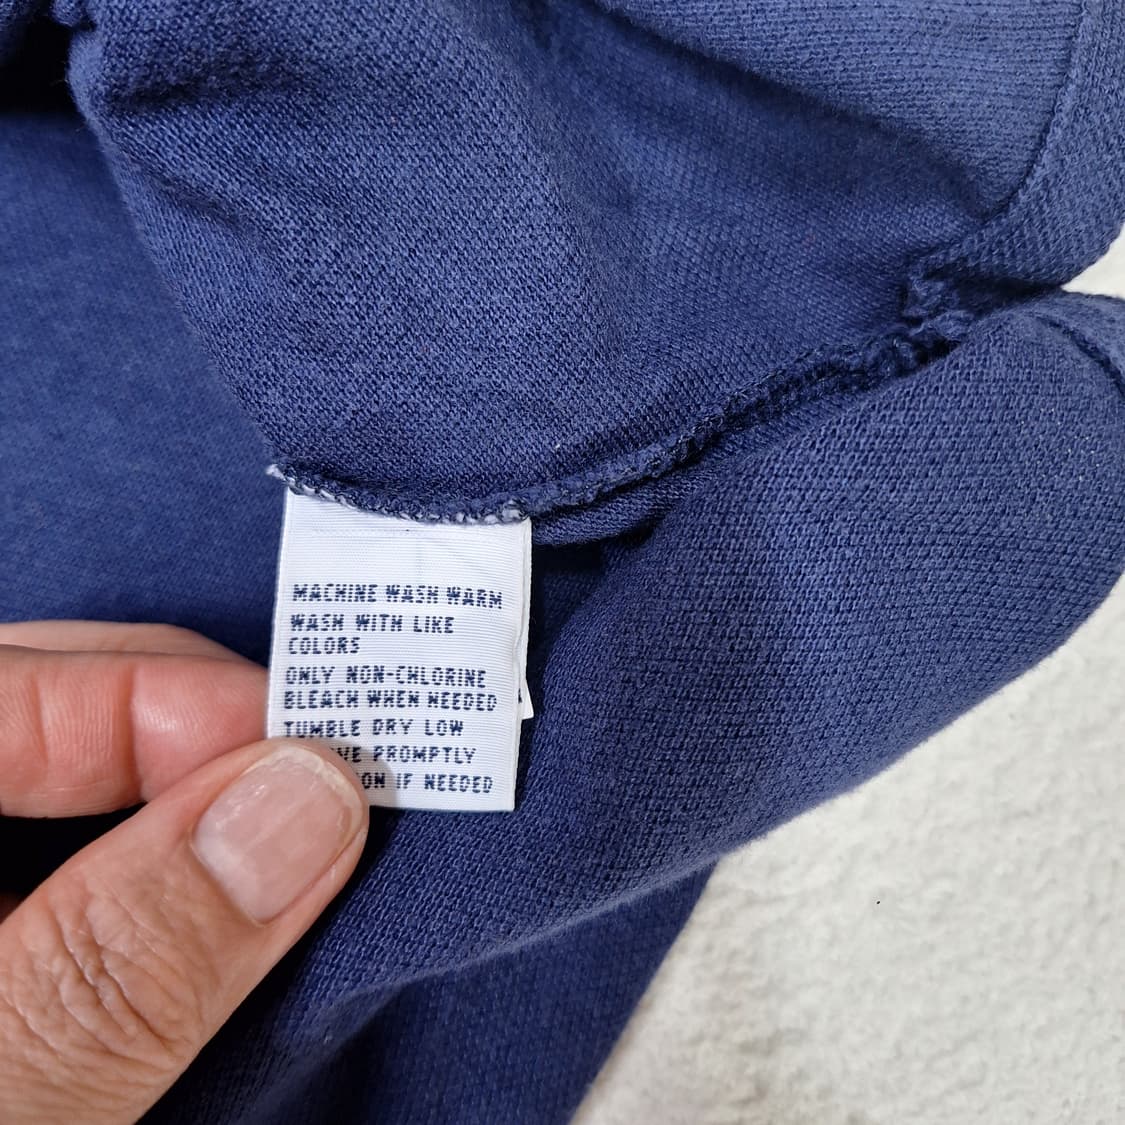 MACHINE WASH WARM
WASH WITH LIKE
COLORS
ONLY NON-CHLORINE
BLEACH WHEN NEEDED
TUMBLE DRY LOW
PROMPTLY
IF NEEDED